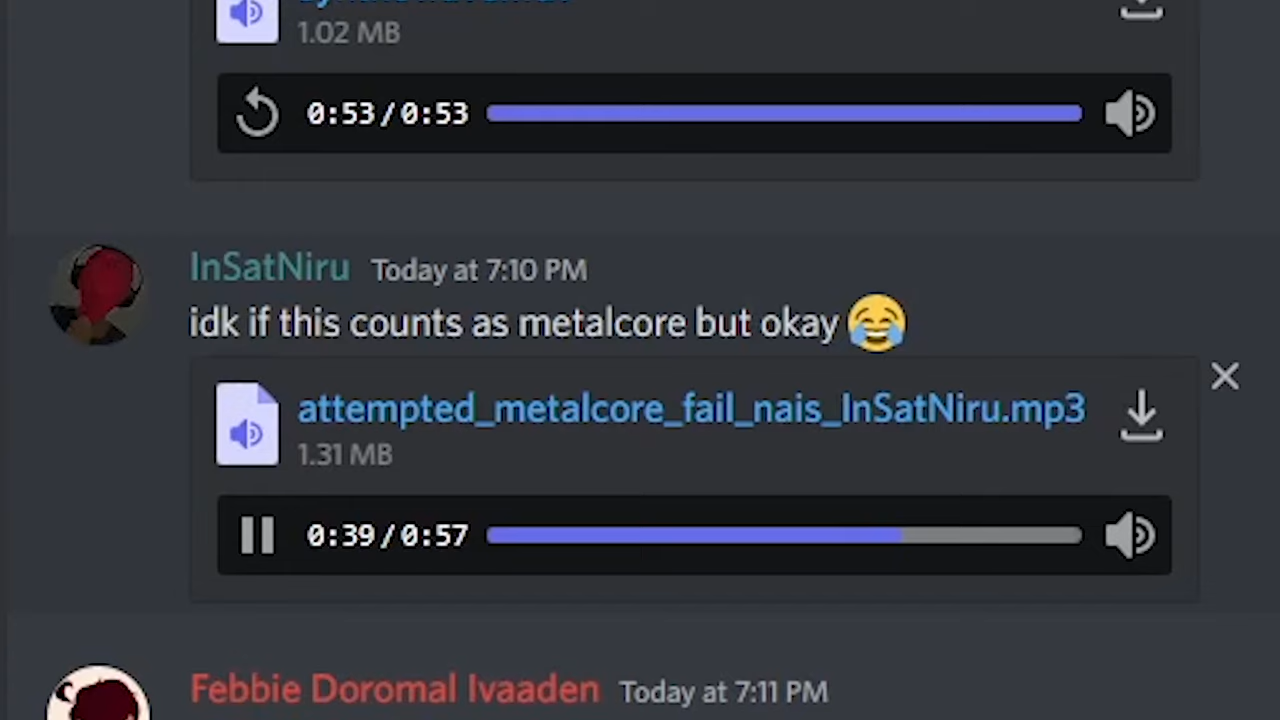 1.02 MB
0:53/0:53
InSatNiru Today at 7:10 PM
idk if this counts as metalcore but okay 😂
attempted_metalcore_fail_nais_InSatNiru.mp3
1.31 MB
0:39/0:57
Febbie Doromal Ivaaden Today at 7:11 PM